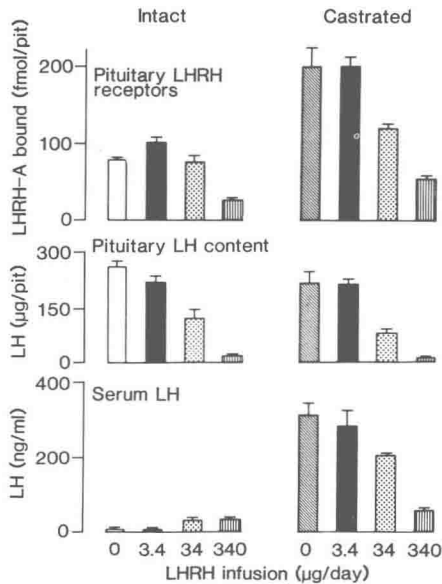 Intact Castrated
Pituitary LHRH
receptors
LHRH-A bound (fmol/pit)
200
100
0
Pituitary LH content
LH (µg/pit)
300
150
0
Serum LH
LH (ng/ml)
400
200
0
0 3.4 34 340 0 3.4 34 340
LHRH infusion (µg/day)